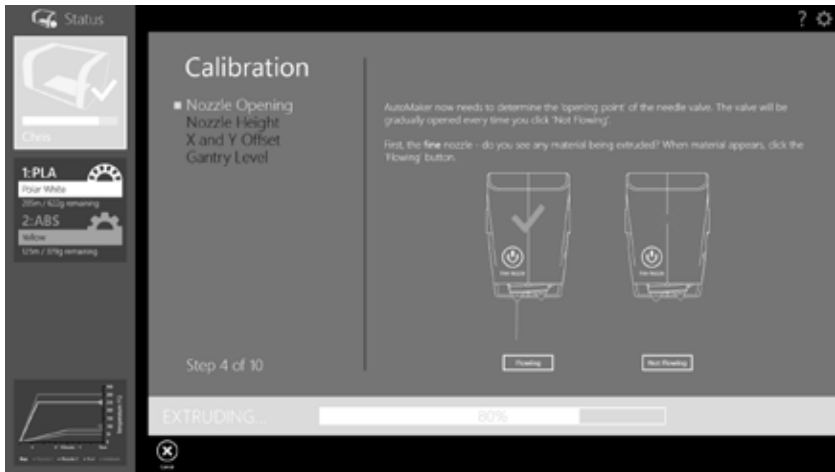 Status
?
Chris
1:PLA
Polar White
205m / 622g remaining
2:ABS
Yellow
125m / 319g remaining
Calibration
Nozzle Opening
Nozzle Height
X and Y Offset
Gantry Level
Step 4 of 10
AutoMaker now needs to determine the 'opening point' of the needle valve. The valve will be
gradually opened every time you click 'Not Flowing'.
First, the fine nozzle - do you see any material being extruded? When material appears, click the
'Flowing' button.
Fine Nozzle
Fine Nozzle
Flowing
Not Flowing
EXTRUDING...
80%
Cancel